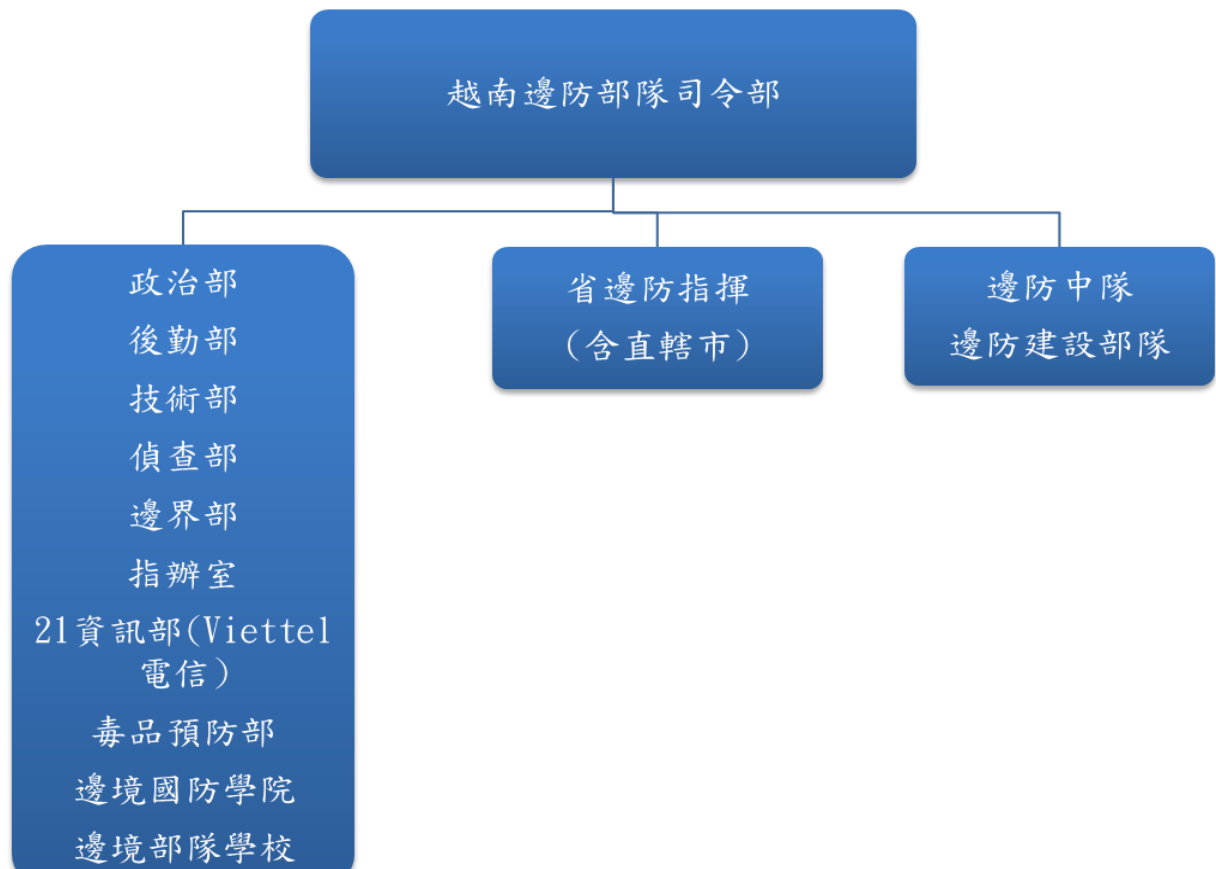 越南邊防部隊司令部
政治部
後勤部
技術部
偵查部
邊界部
指辦室
21資訊部(Viettel
電信)
毒品預防部
邊境國防學院
邊境部隊學校
省邊防指揮
(含直轄市)
邊防中隊
邊防建設部隊